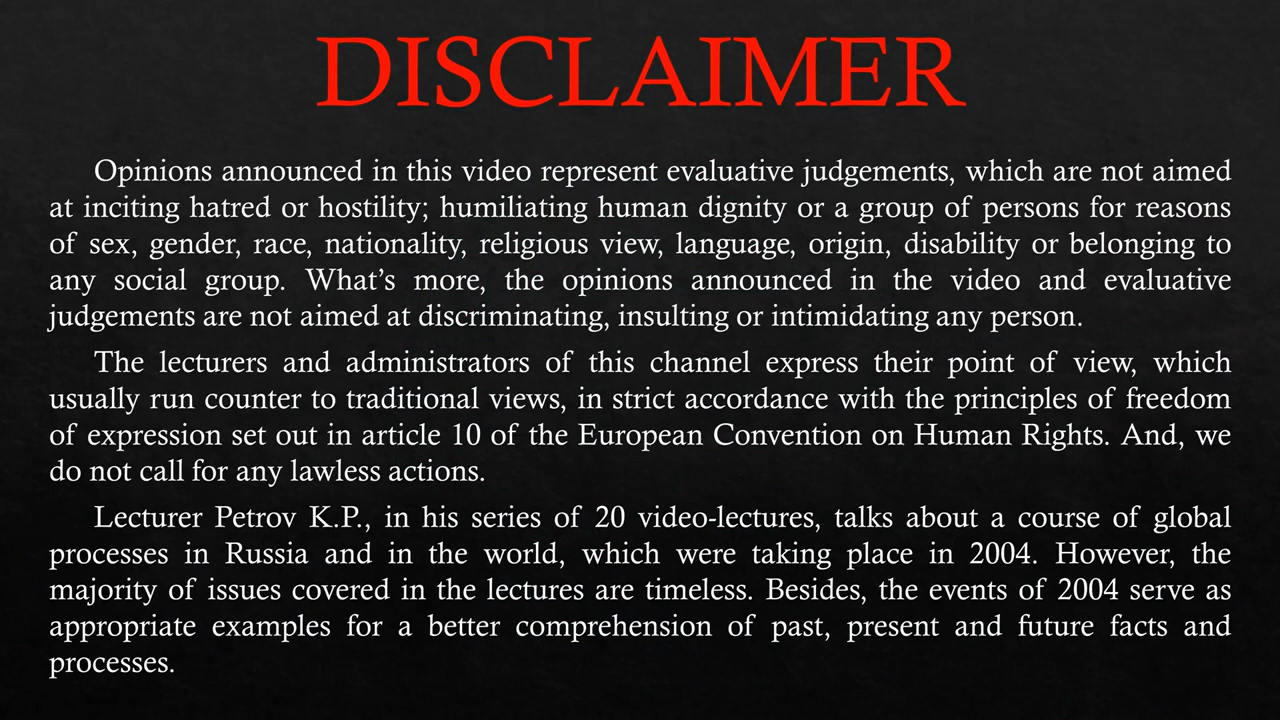 DISCLAIMER
Opinions announced in this video represent evaluative judgements, which are not aimed
at inciting hatred or hostility; humiliating human dignity or a group of persons for reasons
of sex, gender, race, nationality, religious view, language, origin, disability or belonging to
any social group. What’s more, the opinions announced in the video and evaluative
judgements are not aimed at discriminating, insulting or intimidating any person.
The lecturers and administrators of this channel express their point of view, which
usually run counter to traditional views, in strict accordance with the principles of freedom
of expression set out in article 10 of the European Convention on Human Rights. And, we
do not call for any lawless actions.
Lecturer Petrov K.P., in his series of 20 video-lectures, talks about a course of global
processes in Russia and in the world, which were taking place in 2004. However, the
majority of issues covered in the lectures are timeless. Besides, the events of 2004 serve as
appropriate examples for a better comprehension of past, present and future facts and
processes.